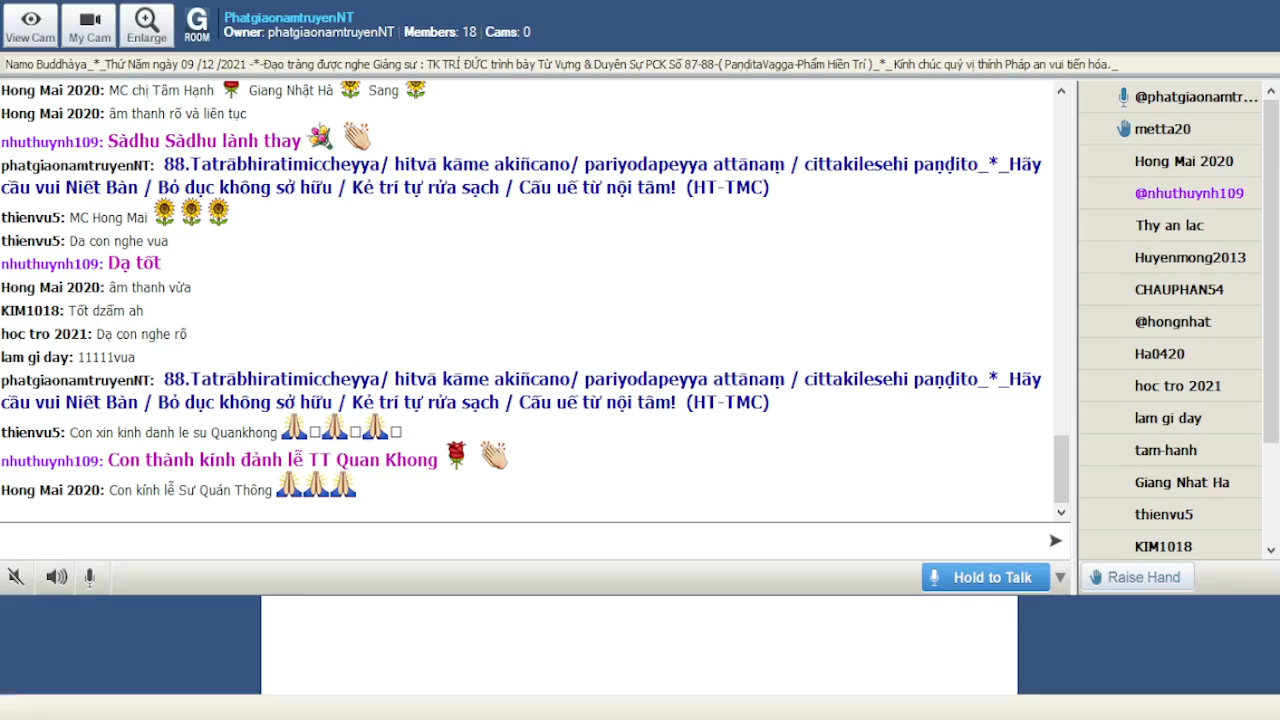 View Cam
My Cam
Enlarge
G
ROOM
PhatgiaonamtruyenNT
Owner: phatgiaonamtruyenNT | Members: 18 | Cams: 0
Namo Buddhàya_*_Thứ Năm ngày 09 /12 /2021 -*-Đạo tràng được nghe Giảng sư : TK TRÍ ĐỨC trình bày Từ Vựng & Duyên Sự PCK Số 87-88-( PaṇḍitaVagga-Phẩm Hiền Trí )_*_ Kính chúc quý vị thính Pháp an vui tiến hóa._
Hong Mai 2020: MC chị Tâm Hạnh Giang Nhật Hà Sang
Hong Mai 2020: âm thanh rõ và liên tục
nhuthuynh109: Sàdhu Sàdhu lành thay
phatgiaonamtruyenNT: 88.Tatrābhiratimiccheyya/ hitvā kāme akiñcano/ pariyodapeyya attānaṃ / cittakilesehi paṇḍito_*_Hãy
cầu vui Niết Bàn / Bỏ dục không sở hữu / Kẻ trí tự rửa sạch / Cấu uế từ nội tâm! (HT-TMC)
thienvu5: MC Hong Mai
thienvu5: Da con nghe vua
nhuthuynh109: Dạ tốt
Hong Mai 2020: âm thanh vừa
KIM1018: Tốt dzấm ah
hoc tro 2021: Dạ con nghe rõ
lam gi day: 11111vua
phatgiaonamtruyenNT: 88.Tatrābhiratimiccheyya/ hitvā kāme akiñcano/ pariyodapeyya attānaṃ / cittakilesehi paṇḍito_*_Hãy
cầu vui Niết Bàn / Bỏ dục không sở hữu / Kẻ trí tự rửa sạch / Cấu uế từ nội tâm! (HT-TMC)
thienvu5: Con xin kinh danh le su Quankhong
nhuthuynh109: Con thành kính đảnh lễ TT Quan Khong
Hong Mai 2020: Con kính lễ Sư Quán Thông
@phatgiaonamtr...
metta20
Hong Mai 2020
@nhuthuynh109
Thy an lac
Huyenmong2013
CHAUPHAN54
@hongnhat
Ha0420
hoc tro 2021
lam gi day
tam-hanh
Giang Nhat Ha
thienvu5
KIM1018
Hold to Talk
Raise Hand